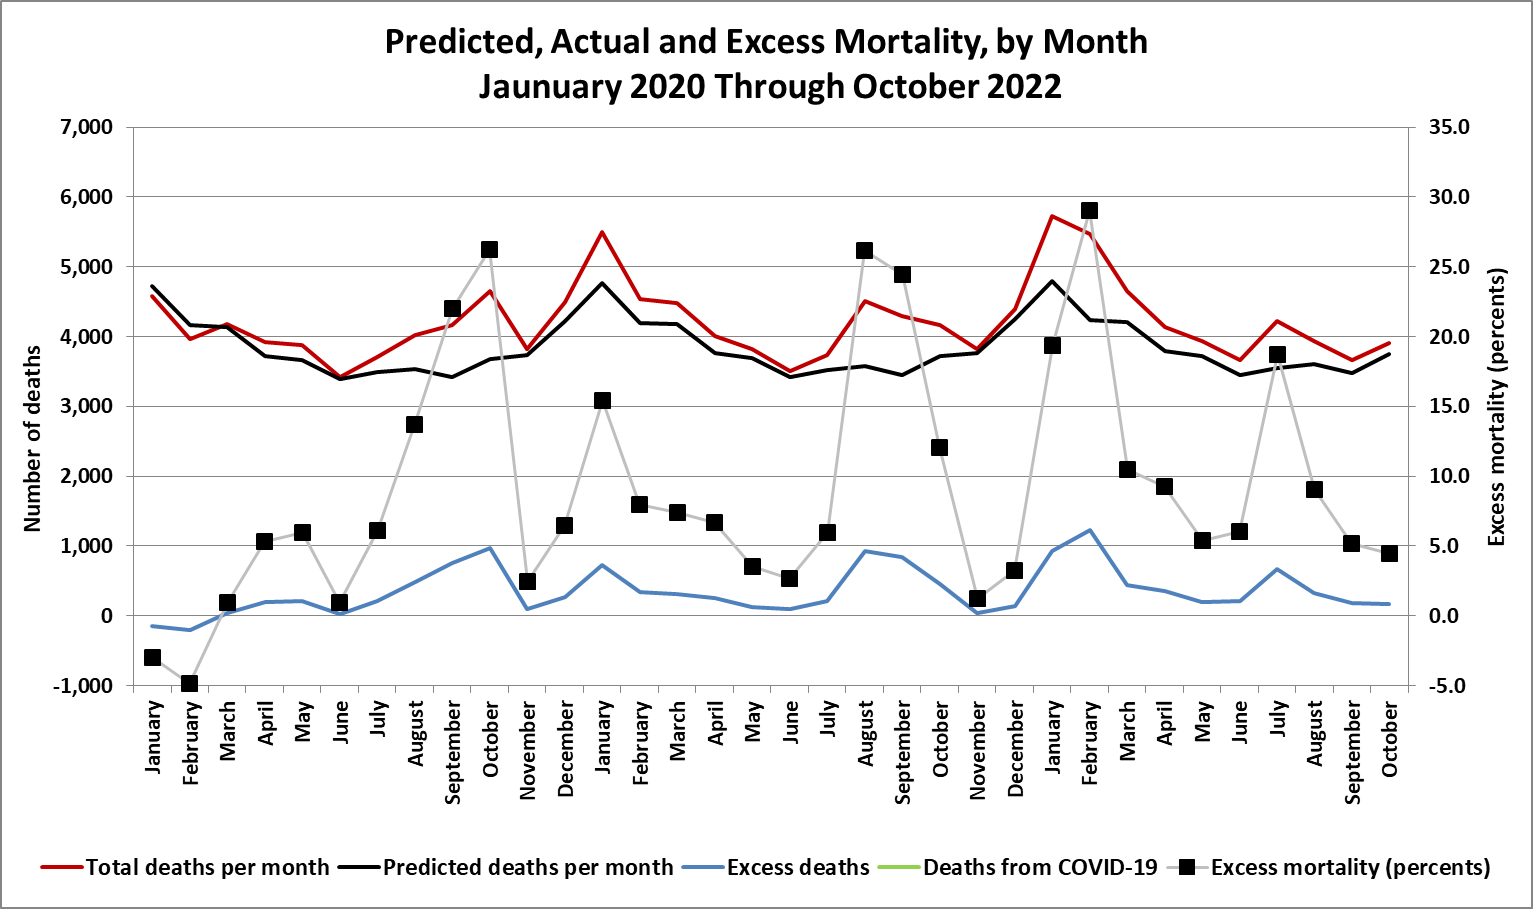 Predicted, Actual and Excess Mortality, by Month
Jaunuary 2020 Through October 2022
7,000
6,000
5,000
4,000
3,000
2,000
1,000
0
-1,000
Number of deaths
35.0
30.0
25.0
20.0
15.0
10.0
5.0
0.0
-5.0
Excess mortality (percents)
January
February
March
April
May
June
July
August
September
October
November
December
January
February
March
April
May
June
July
August
September
October
November
December
January
February
March
April
May
June
July
August
September
October
Total deaths per month
Predicted deaths per month
Excess deaths
Deaths from COVID-19
Excess mortality (percents)